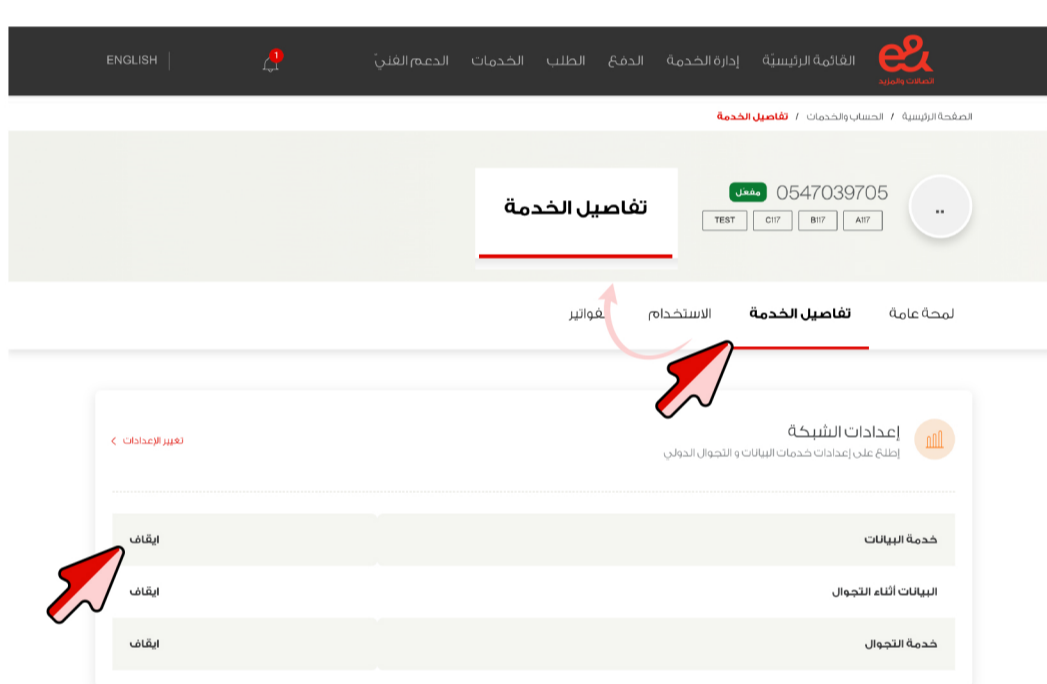 e& القائمة الرئيسيّة إدارة الخدمة الدفع الطلب الخدمات الدعم الفنيّ 1 ENGLISH
اتصالات والمزيد
الصفحة الرئيسية / الحساب والخدمات / تفاصيل الخدمة
.. 0547039705 مفعل
A117 B117 C117 TEST
تفاصيل الخدمة
لمحة عامة تفاصيل الخدمة الاستخدام
إعدادات الشبكة
إطلع على إعدادات خدمات البيانات و التجوال الدولي
تغيير الإعدادات
خدمة البيانات ايقاف
البيانات أثناء التجوال ايقاف
خدمة التجوال ايقاف